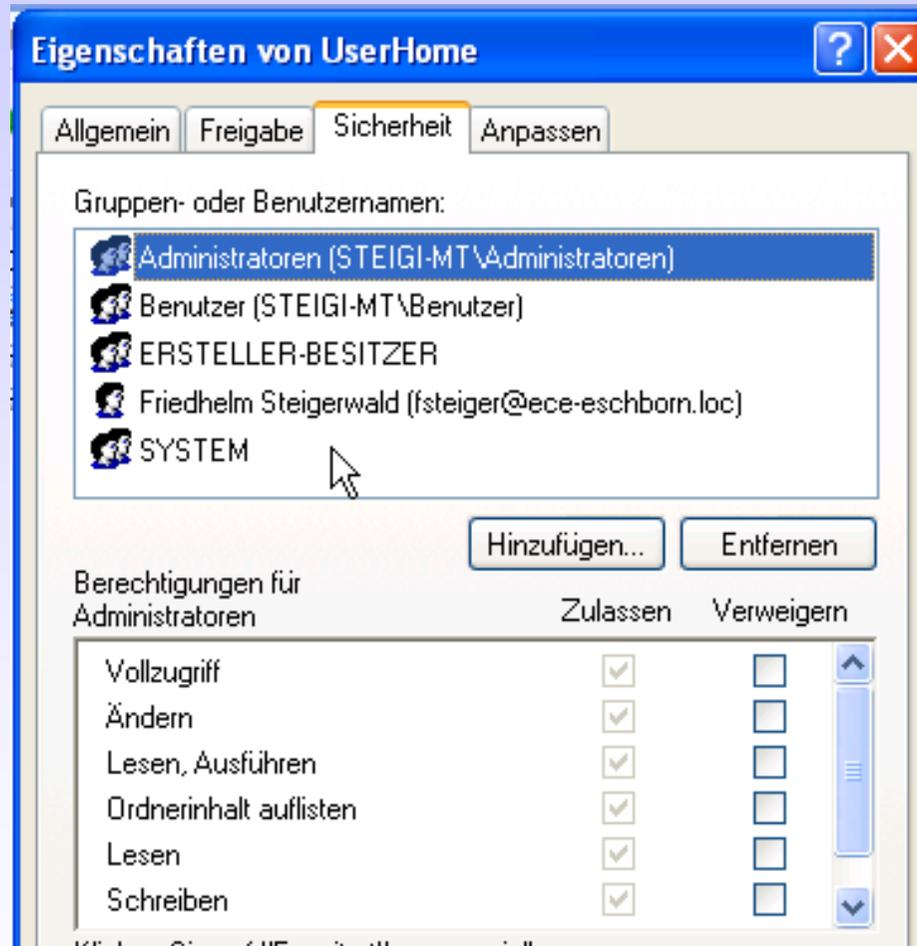 Eigenschaften von UserHome
Allgemein Freigabe Sicherheit Anpassen
Gruppen- oder Benutzernamen:
Administratoren (STEIGI-MT\Administratoren)
Benutzer (STEIGI-MT\Benutzer)
ERSTELLER-BESITZER
Friedhelm Steigerwald (fsteiger@ece-eschborn.loc)
SYSTEM
Hinzufügen... Entfernen
Berechtigungen für
Administratoren Zulassen Verweigern
Vollzugriff
Ändern
Lesen, Ausführen
Ordnerinhalt auflisten
Lesen
Schreiben